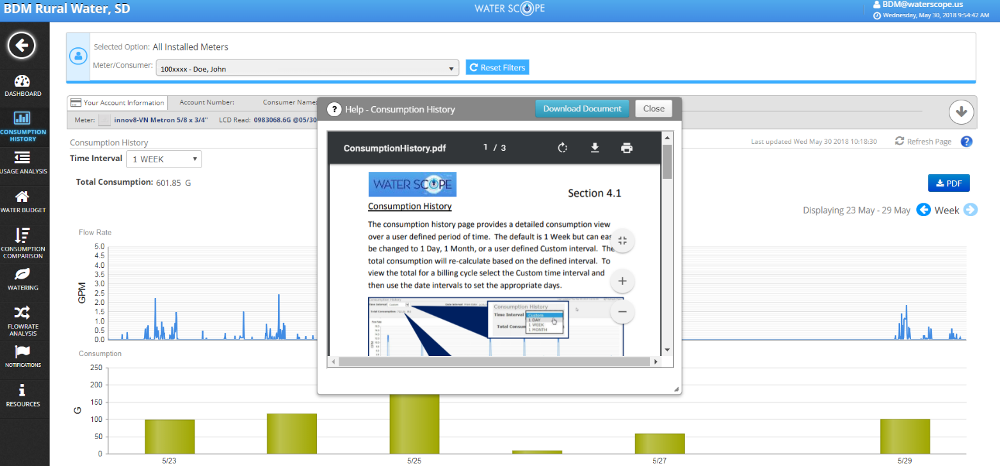 BDM Rural Water, SD
WATER SCOPE
BDM@waterscope.us
Wednesday, May 30, 2018 9:54:42 AM
DASHBOARD
CONSUMPTION
HISTORY
USAGE ANALYSIS
WATER BUDGET
CONSUMPTION
COMPARISON
WATERING
FLOWRATE
ANALYSIS
NOTIFICATIONS
RESOURCES
Selected Option: All Installed Meters
Meter/Consumer: 100xxxx - Doe, John
Reset Filters
Your Account Information
Account Number:
Consumer Name:
Meter: innov8-VN Metron 5/8 x 3/4"
LCD Read: 0983068.6G @05/30
Consumption History
Last updated Wed May 30 2018 10:18:30
Refresh Page ?
Time Interval 1 WEEK
Total Consumption: 601.85 G
PDF
Displaying 23 May - 29 May
Week
? Help - Consumption History
Download Document
Close
ConsumptionHistory.pdf
1 / 3
WATER SCOPE
Section 4.1
Consumption History
The consumption history page provides a detailed consumption view
over a user defined period of time. The default is 1 Week but can eas
be changed to 1 Day, 1 Month, or a user defined Custom interval. The
total consumption will re-calculate based on the defined interval. To
view the total for a billing cycle select the Custom time interval and
then use the date intervals to set the appropriate days.
Consumption History
Time Interval
Custom
1 DAY
1 WEEK
1 MONTH
Total Consum
Flow Rate
GPM
5.0
4.5
4.0
3.5
3.0
2.5
2.0
1.5
1.0
0.5
0.0
Consumption
G
250
200
150
100
50
0
5/23
5/25
5/27
5/29